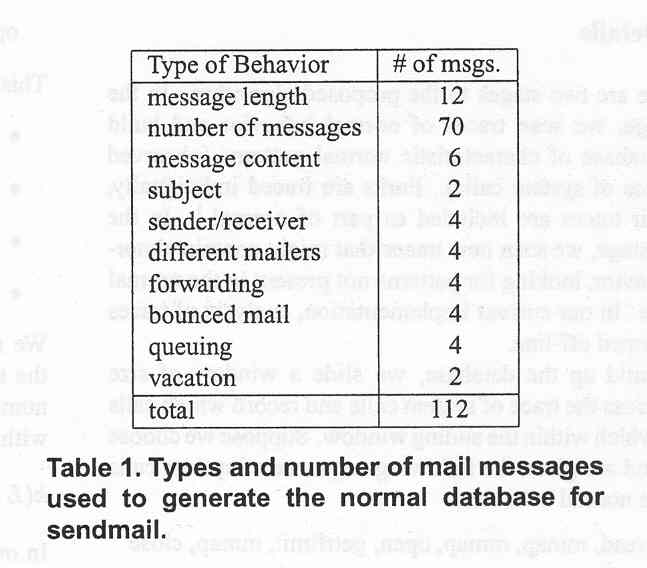 Type of Behavior # of msgs.
message length 12
number of messages 70
message content 6
subject 2
sender/receiver 4
different mailers 4
forwarding 4
bounced mail 4
queuing 4
vacation 2
total 112
Table 1. Types and number of mail messages
used to generate the normal database for
sendmail.